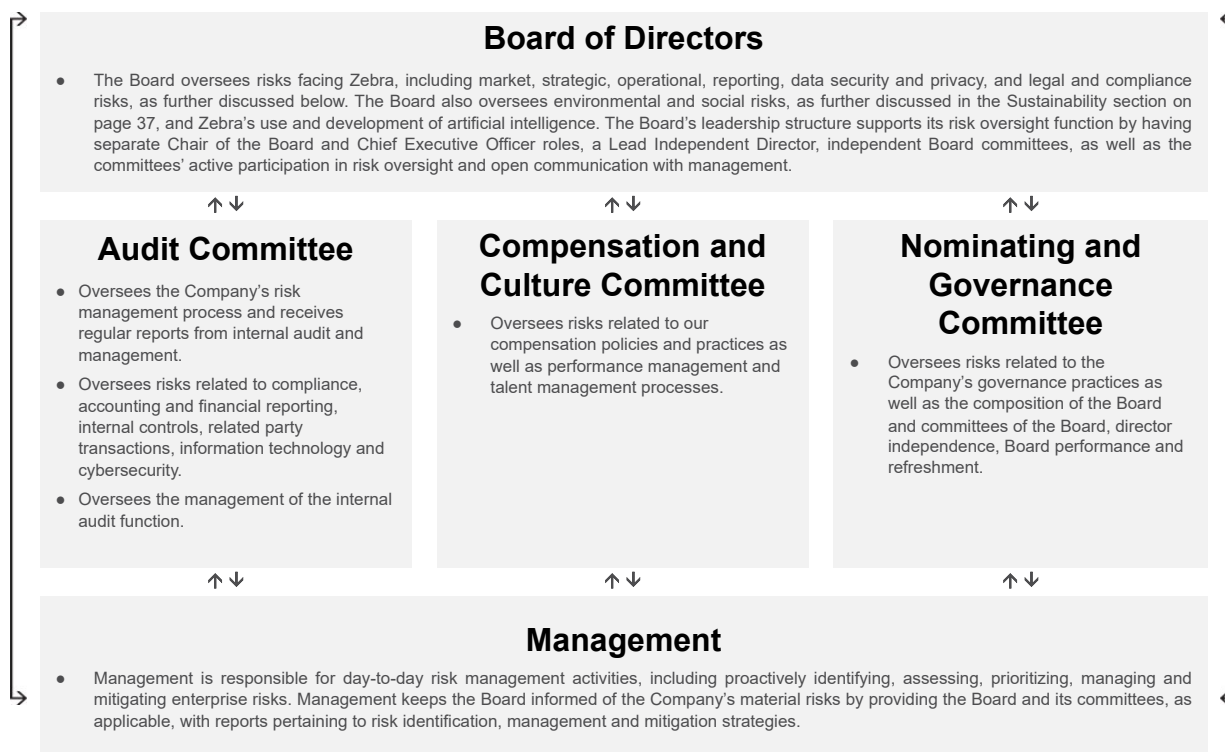 Board of Directors
● The Board oversees risks facing Zebra, including market, strategic, operational, reporting, data security and privacy, and legal and compliance
risks, as further discussed below. The Board also oversees environmental and social risks, as further discussed in the Sustainability section on
page 37, and Zebra’s use and development of artificial intelligence. The Board’s leadership structure supports its risk oversight function by having
separate Chair of the Board and Chief Executive Officer roles, a Lead Independent Director, independent Board committees, as well as the
committees’ active participation in risk oversight and open communication with management.
Audit Committee
● Oversees the Company’s risk
management process and receives
regular reports from internal audit and
management.
● Oversees risks related to compliance,
accounting and financial reporting,
internal controls, related party
transactions, information technology and
cybersecurity.
● Oversees the management of the internal
audit function.
Compensation and
Culture Committee
● Oversees risks related to our
compensation policies and practices as
well as performance management and
talent management processes.
Nominating and
Governance
Committee
● Oversees risks related to the
Company’s governance practices as
well as the composition of the Board
and committees of the Board, director
independence, Board performance and
refreshment.
Management
● Management is responsible for day-to-day risk management activities, including proactively identifying, assessing, prioritizing, managing and
mitigating enterprise risks. Management keeps the Board informed of the Company’s material risks by providing the Board and its committees, as
applicable, with reports pertaining to risk identification, management and mitigation strategies.